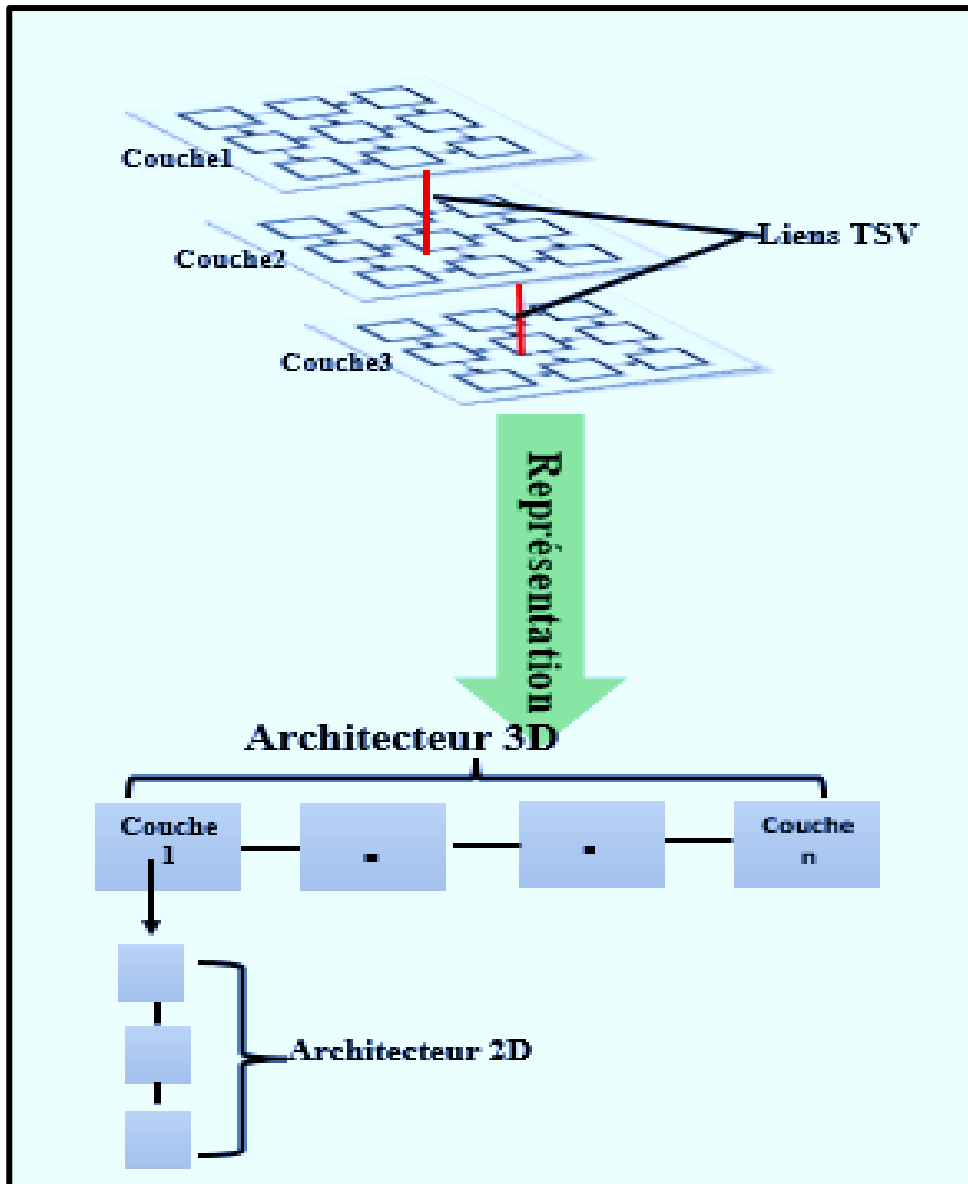 Couche1
Liens TSV
Couche2
Couche3
Représentation
Architecteur 3D
Couche
1
-
-
Couche
n
Architecteur 2D